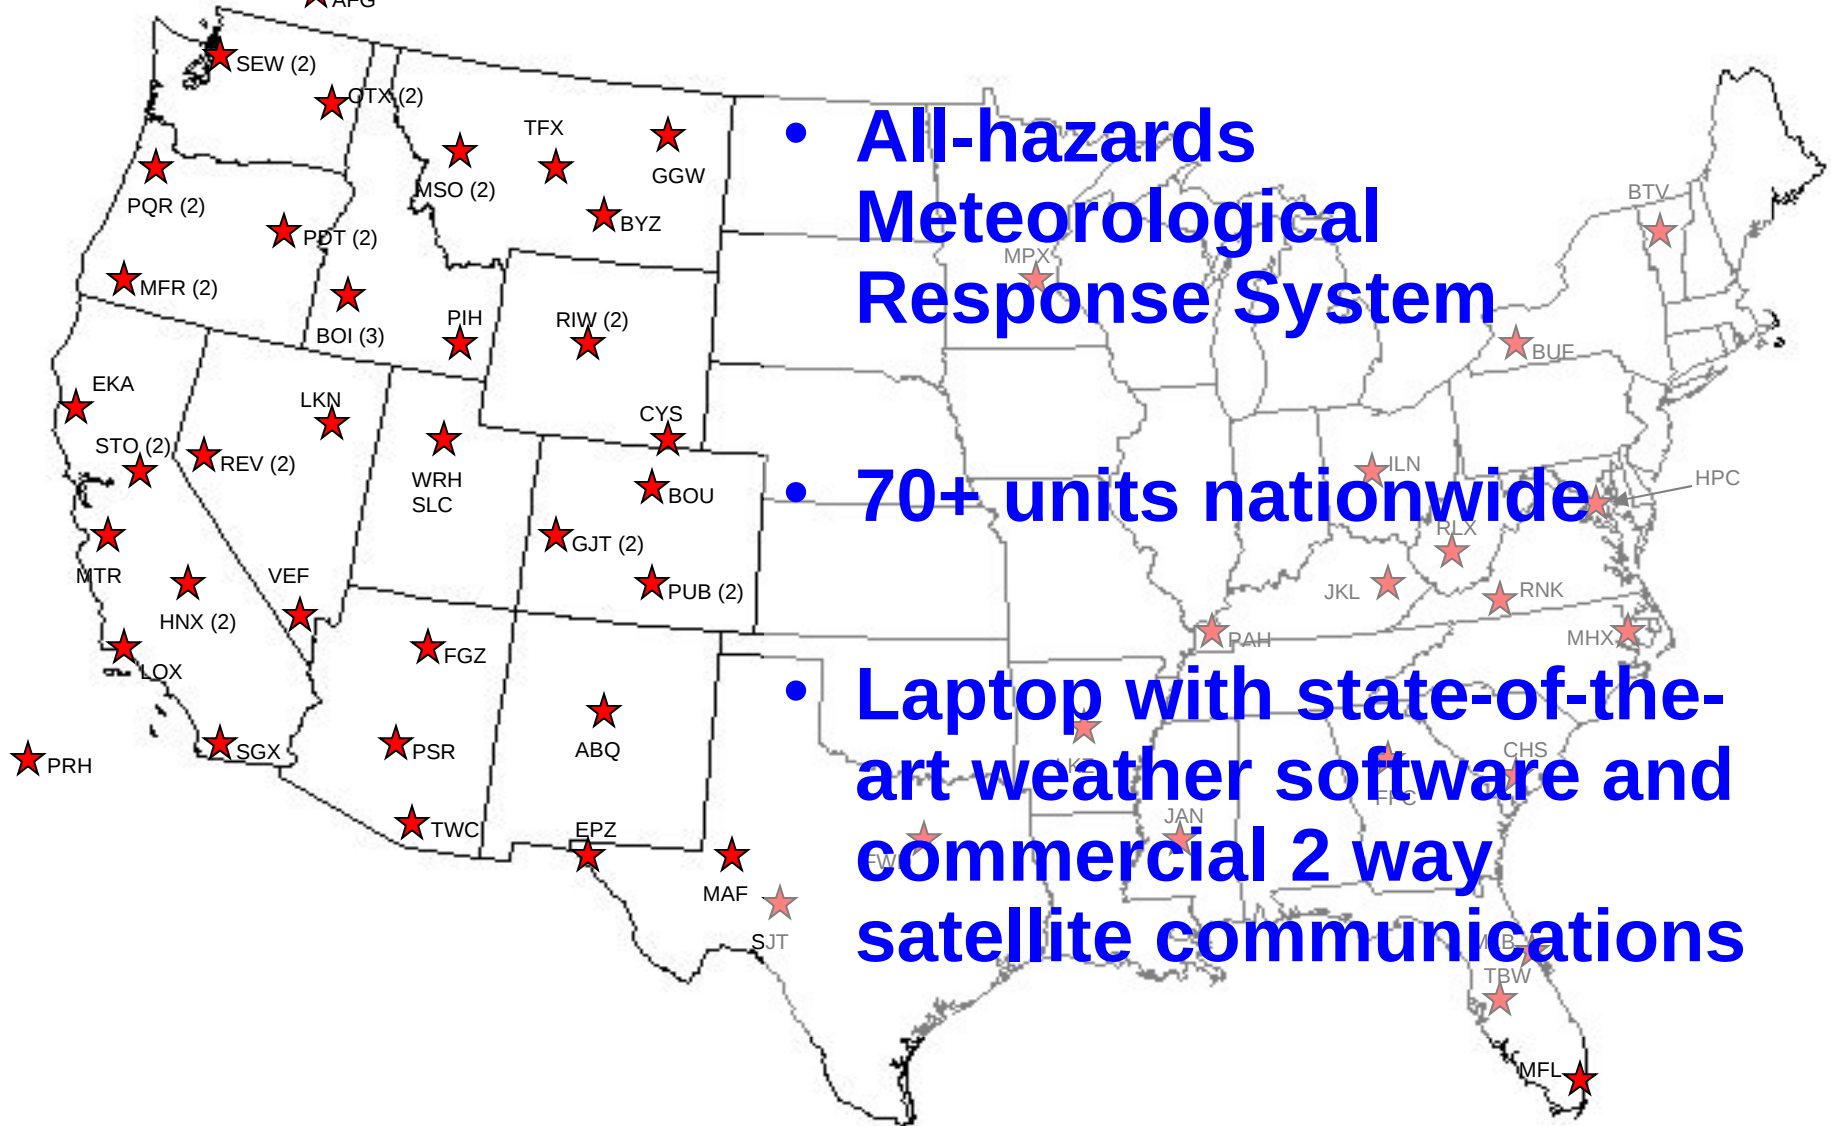 AFG
SEW (2)
OTX (2)
TFX
GGW
MSO (2)
BYZ
PQR (2)
PDT (2)
MFR (2)
BOI (3)
PIH
RIW (2)
EKA
LKN
CYS
STO (2)
REV (2)
WRH
SLC
BOU
GJT (2)
MTR
HNX (2)
VEF
PUB (2)
LOX
FGZ
PRH
SGX
PSR
ABQ
TWC
EPZ
MAF
SJT
• All-hazards
Meteorological
Response System
• 70+ units nationwide
• Laptop with state-of-the-
art weather software and
commercial 2 way
satellite communications
BTV
MPX
BUF
ILN
HPC
RLX
JKL
RNK
PAH
MHX
CHS
JAN
TBW
MFL